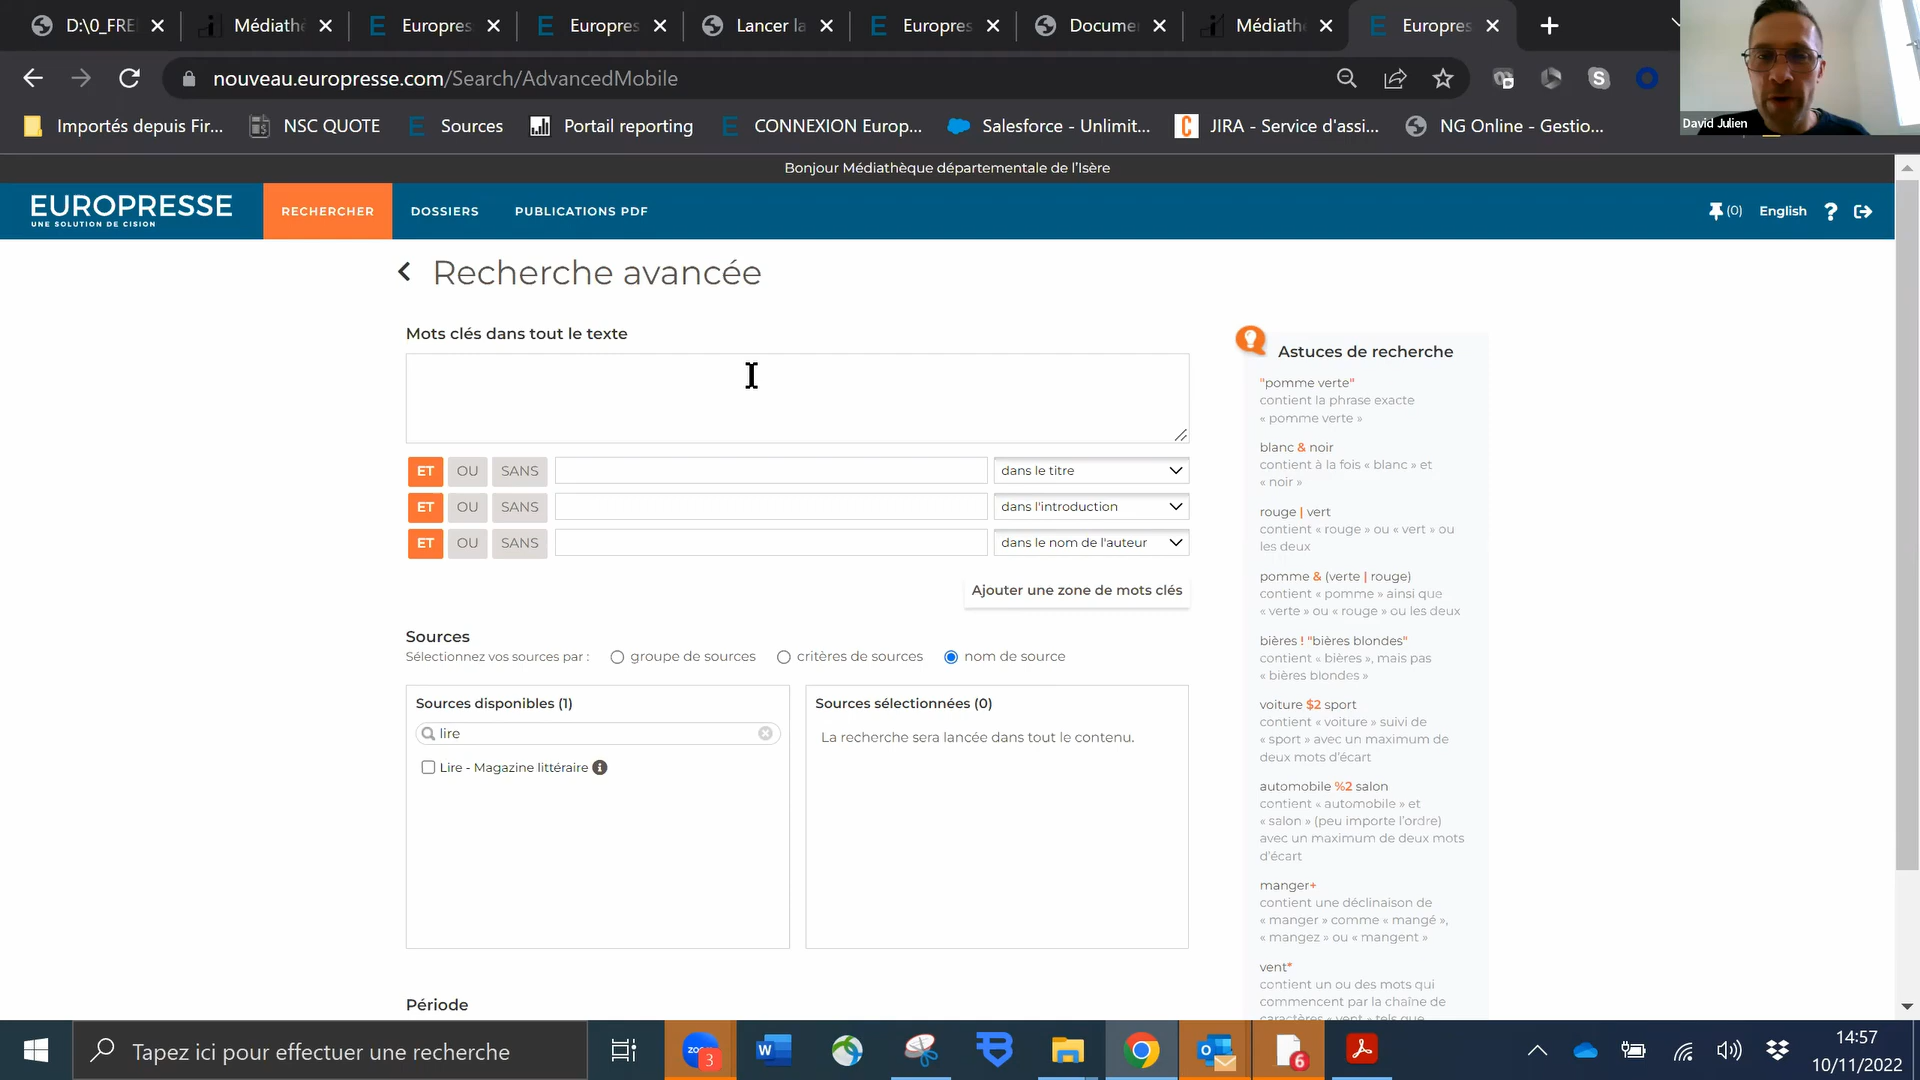 D:\0_FRE
Médiath
Europres
Europres
Lancer la
Europres
Docume
Médiath
Europres
nouveau.europresse.com/Search/AdvancedMobile
Importés depuis Fir...
NSC QUOTE
Sources
Portail reporting
CONNEXION Europ...
Salesforce - Unlimit...
JIRA - Service d'assi...
NG Online - Gestio...
David Julien
Bonjour Médiathèque départementale de l'Isère
EUROPRESSE
UNE SOLUTION DE CISION
RECHERCHER
DOSSIERS
PUBLICATIONS PDF
(0)
English
?
Recherche avancée
Mots clés dans tout le texte
ET OU SANS dans le titre
ET OU SANS dans l'introduction
ET OU SANS dans le nom de l'auteur
Ajouter une zone de mots clés
Sources
Sélectionnez vos sources par : groupe de sources critères de sources nom de source
Sources disponibles (1)
lire
Lire - Magazine littéraire
Sources sélectionnées (0)
La recherche sera lancée dans tout le contenu.
Période
Astuces de recherche
"pomme verte"
contient la phrase exacte
« pomme verte »
blanc & noir
contient à la fois « blanc » et
« noir »
rouge | vert
contient « rouge » ou « vert » ou
les deux
pomme & (verte | rouge)
contient « pomme » ainsi que
« verte » ou « rouge » ou les deux
bières ! "bières blondes"
contient « bières », mais pas
« bières blondes »
voiture $2 sport
contient « voiture » suivi de
« sport » avec un maximum de
deux mots d'écart
automobile %2 salon
contient « automobile » et
« salon » (peu importe l'ordre)
avec un maximum de deux mots
d'écart
manger+
contient une déclinaison de
« manger » comme « mangé »,
« mangez » ou « mangent »
vent*
contient un ou des mots qui
commencent par la chaîne de
caractères « vent » tels que
Tapez ici pour effectuer une recherche
3
6
14:57
10/11/2022